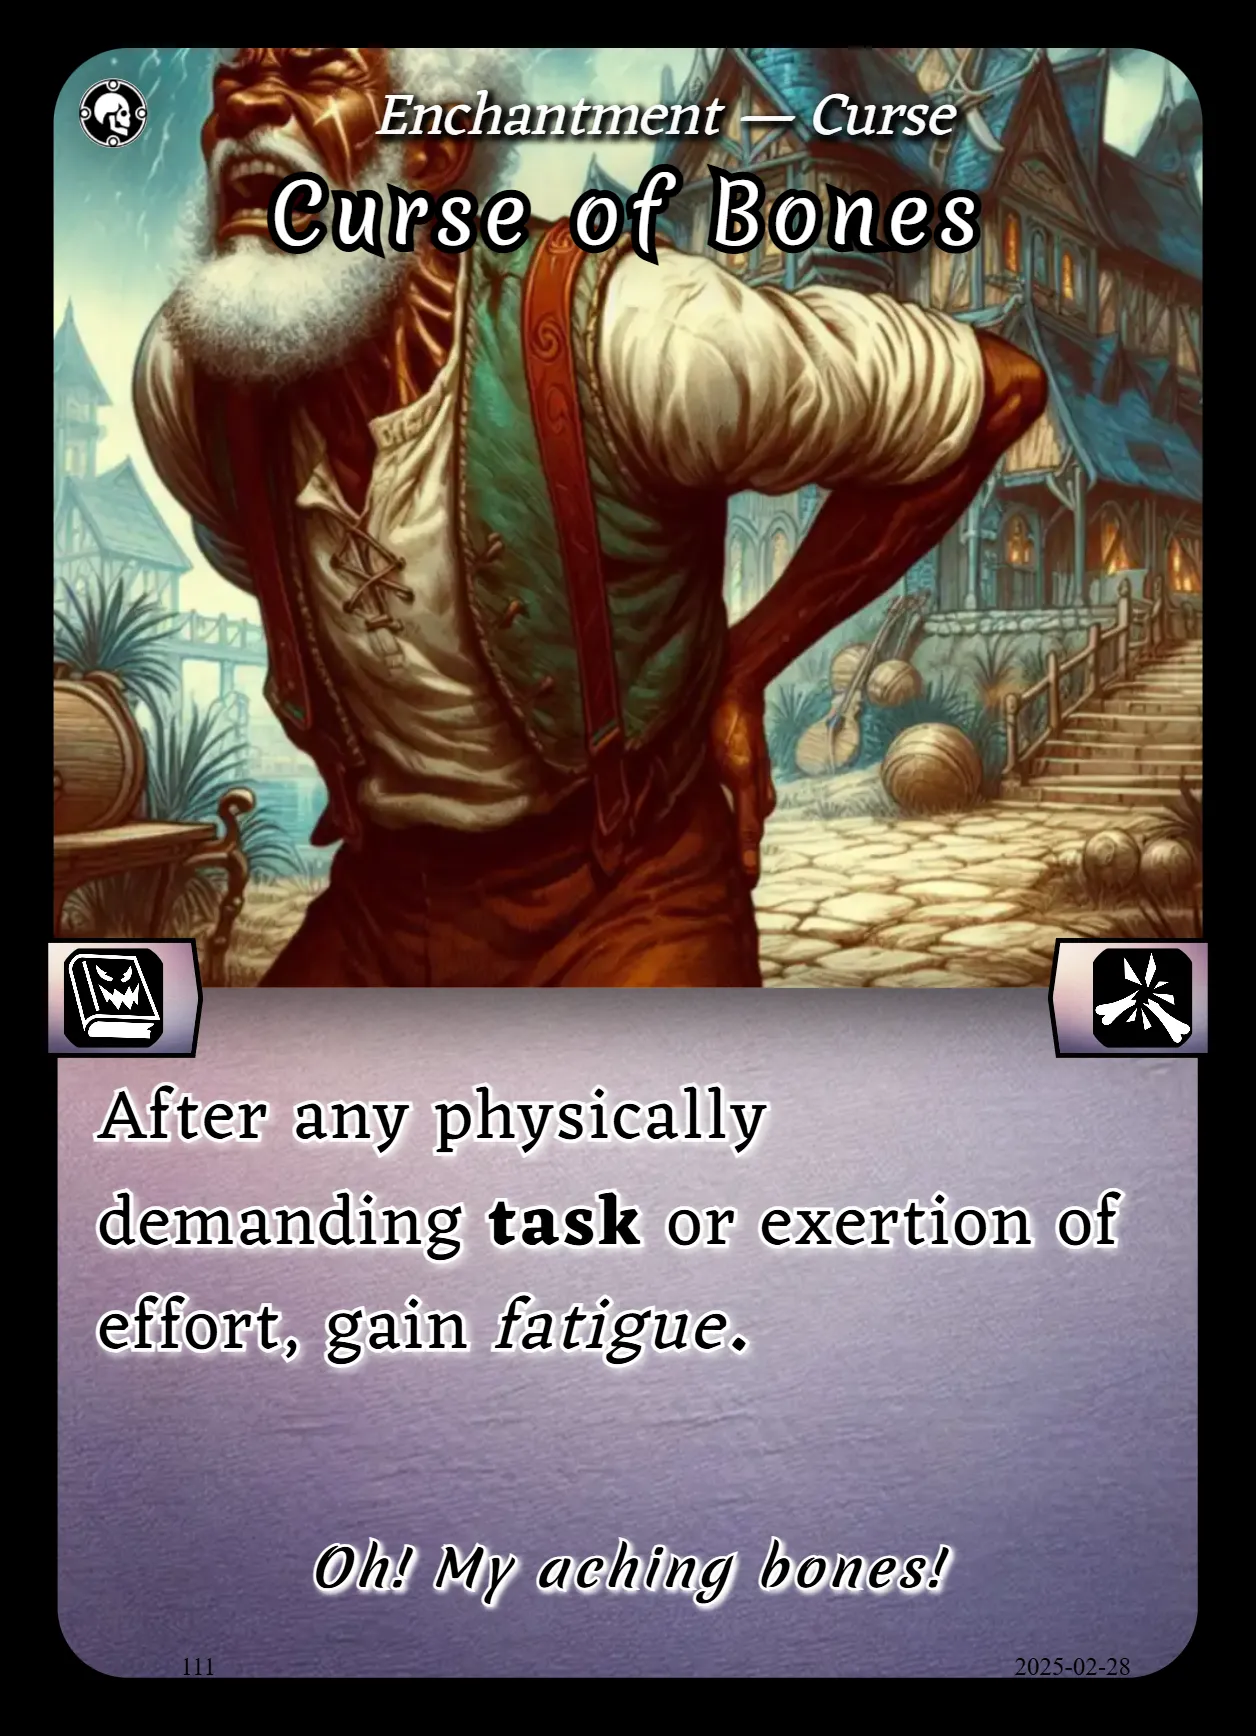 Enchantment — Curse
Curse of Bones
After any physically
demanding task or exertion of
effort, gain fatigue.
Oh! My aching bones!
111
2025-02-28